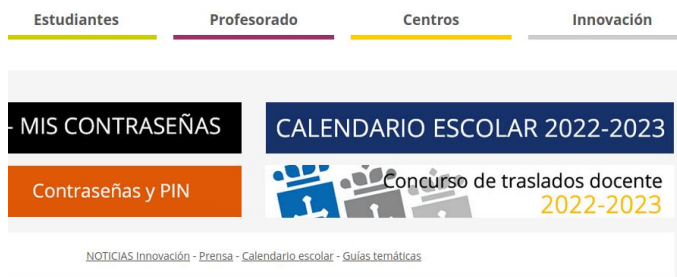 Estudiantes Profesorado Centros Innovación
- MIS CONTRASEÑAS
CALENDARIO ESCOLAR 2022-2023
Contraseñas y PIN
Concurso de traslados docente
2022-2023
NOTICIAS Innovación - Prensa - Calendario escolar - Guías temáticas